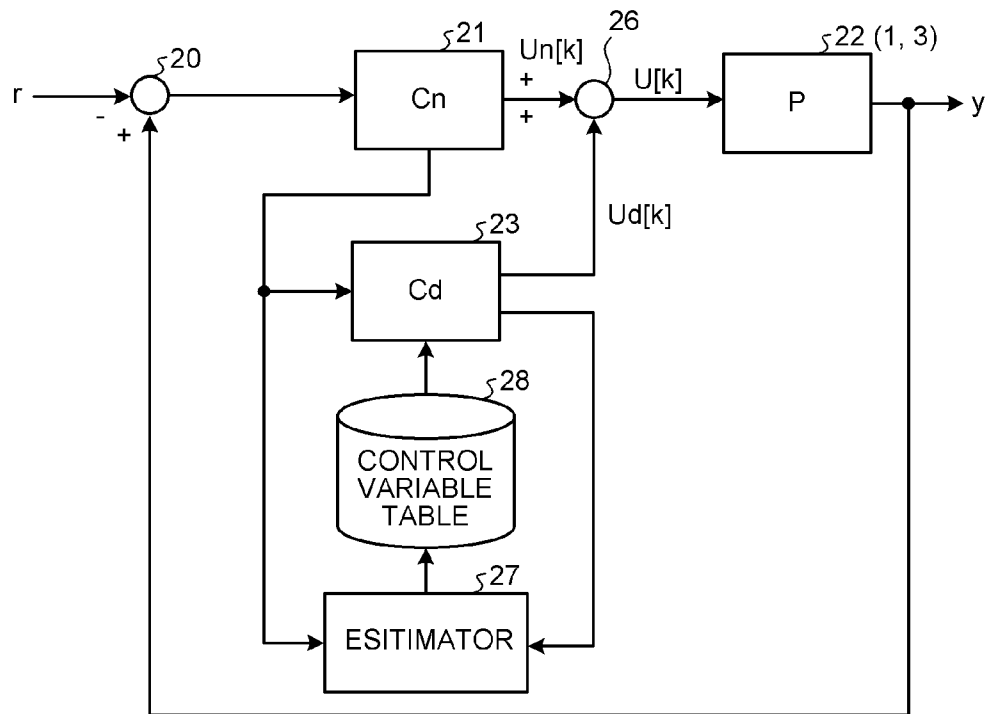 20
21
26
22 (1, 3)
r
-
+
Cn
Un[k]
+
+
U[k]
P
y
Ud[k]
23
Cd
28
CONTROL
VARIABLE
TABLE
27
ESITIMATOR